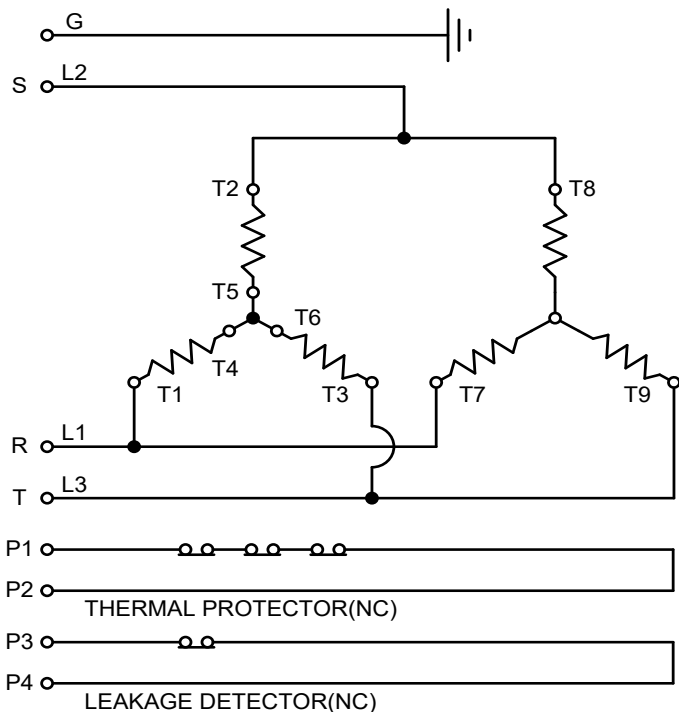 G
S L2
T2 T8
T5
T6
T4
T1 T3 T7 T9
R L1
T L3
P1
P2
THERMAL PROTECTOR(NC)
P3
P4
LEAKAGE DETECTOR(NC)